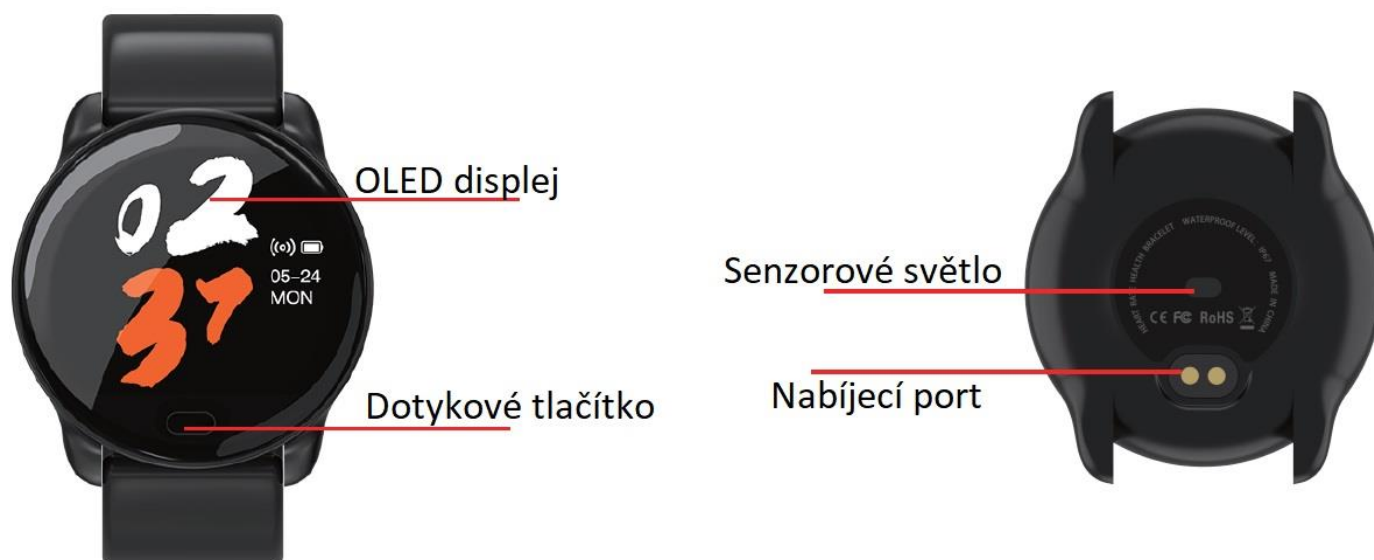 02
37
05–24
MON
OLED displej
Dotykové tlačítko
Senzorové světlo
Nabíjecí port
HEART RATE HEALTH BRACELET WATERPROOF LEVEL: IP67 MADE IN CHINA
CE FC RoHS